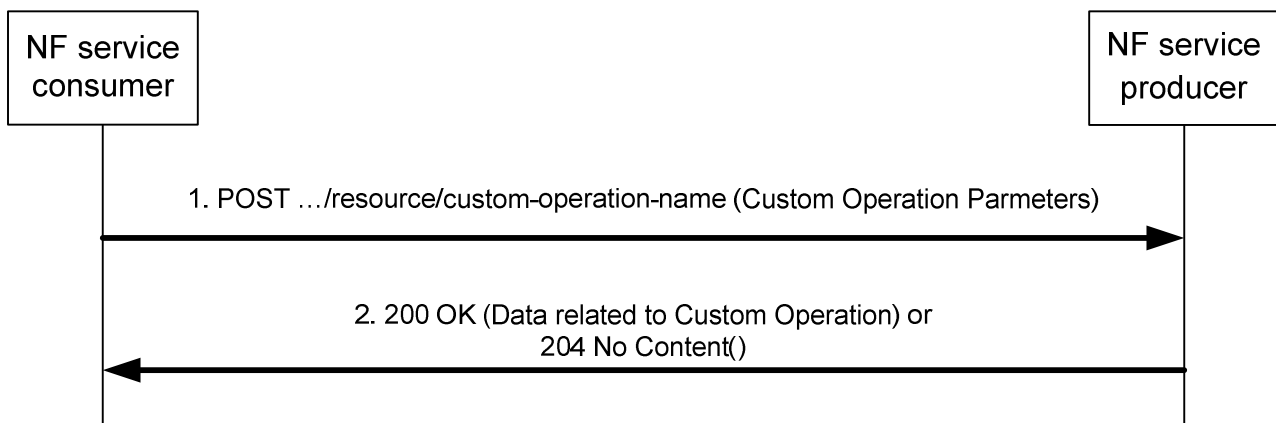 NF service
consumer
NF service
producer
1. POST …/resource/custom-operation-name (Custom Operation Parmeters)
2. 200 OK (Data related to Custom Operation) or
204 No Content()